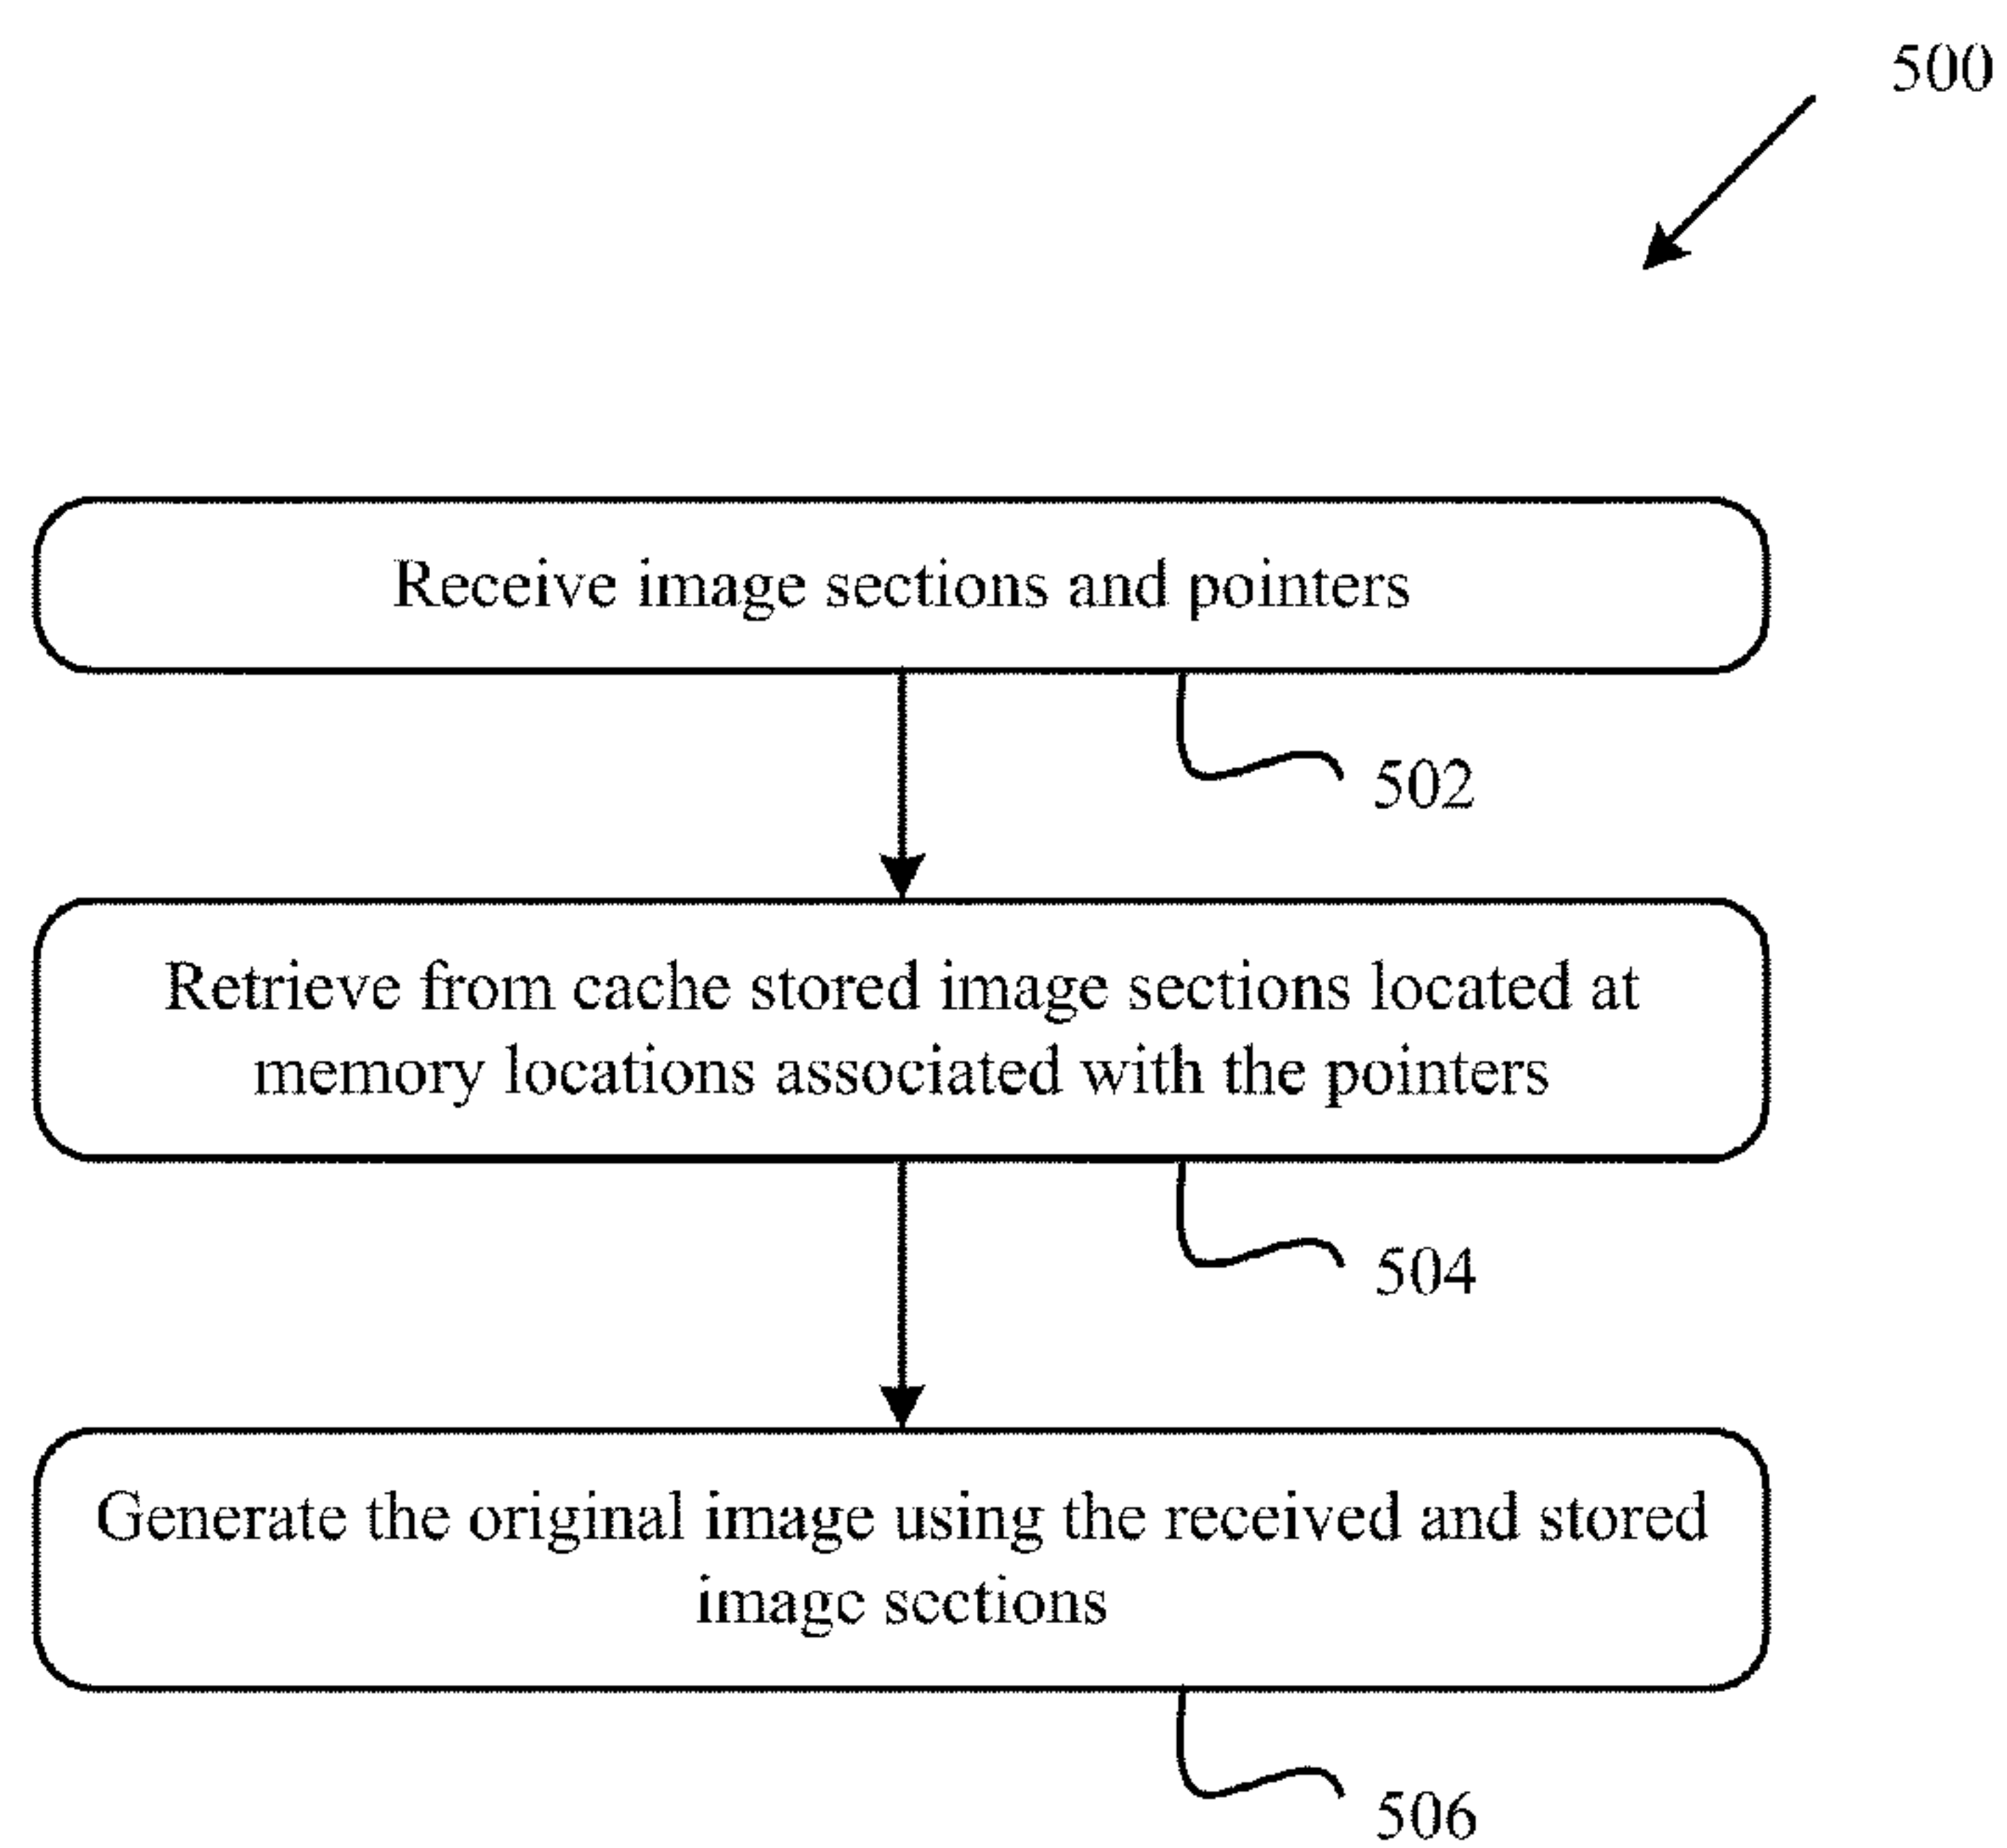 500
Receive image sections and pointers
502
Retrieve from cache stored image sections located at
memory locations associated with the pointers
504
Generate the original image using the received and stored
image sections
506